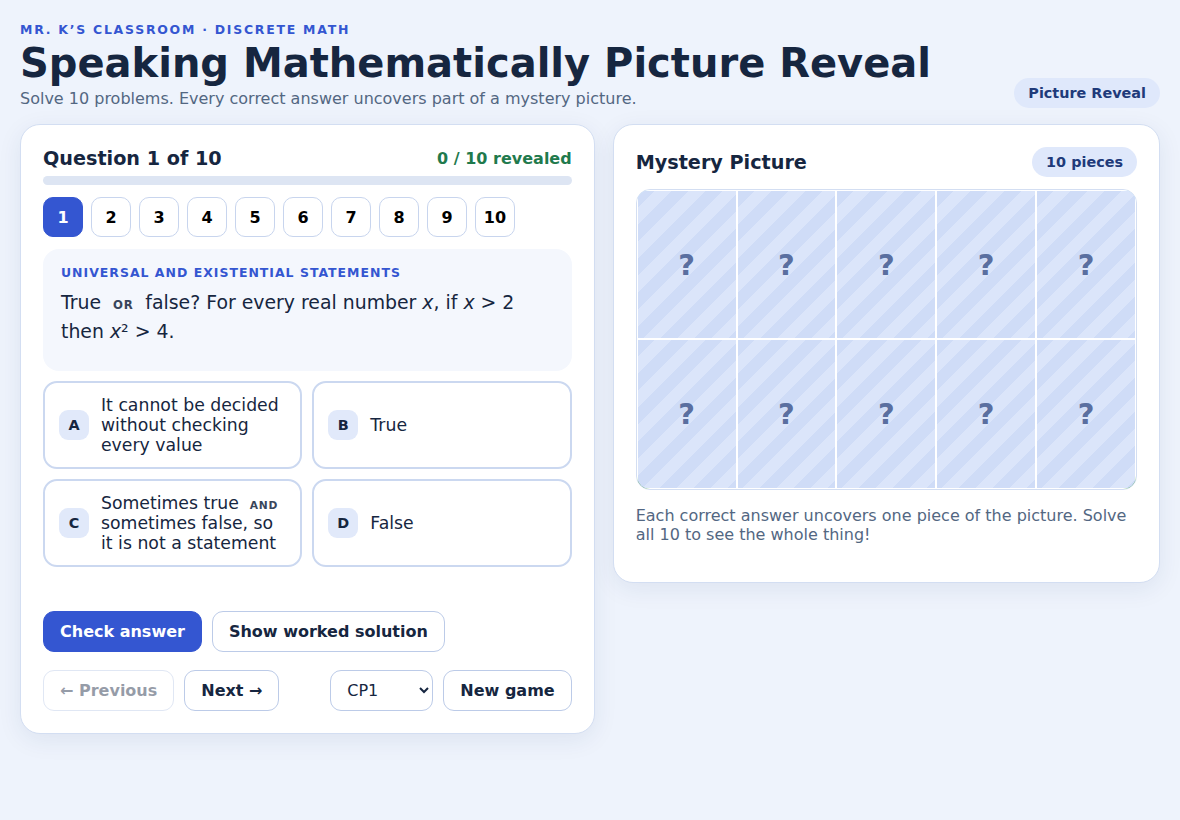 MR. K'S CLASSROOM · DISCRETE MATH
Speaking Mathematically Picture Reveal
Solve 10 problems. Every correct answer uncovers part of a mystery picture.
Picture Reveal
Question 1 of 10
0 / 10 revealed
1 2 3 4 5 6 7 8 9 10
UNIVERSAL AND EXISTENTIAL STATEMENTS
True OR false? For every real number x, if x > 2
then x² > 4.
A
It cannot be decided
without checking
every value
B
True
C
Sometimes true AND
sometimes false, so
it is not a statement
D
False
Check answer
Show worked solution
← Previous
Next →
CP1
New game
Mystery Picture
10 pieces
? ? ? ? ?
? ? ? ? ?
Each correct answer uncovers one piece of the picture. Solve
all 10 to see the whole thing!